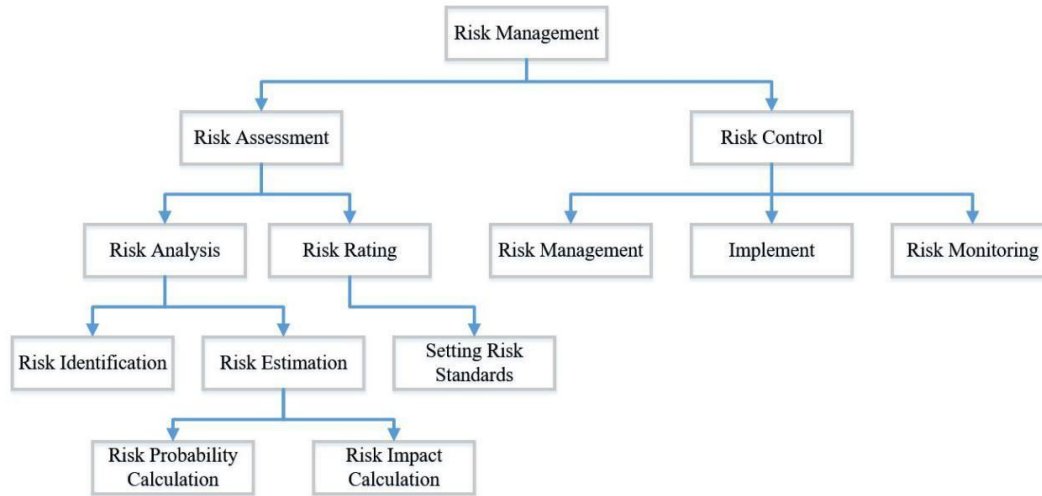 Risk Management
Risk Assessment
Risk Control
Risk Analysis
Risk Rating
Risk Management
Implement
Risk Monitoring
Risk Identification
Risk Estimation
Setting Risk
Standards
Risk Probability
Calculation
Risk Impact
Calculation